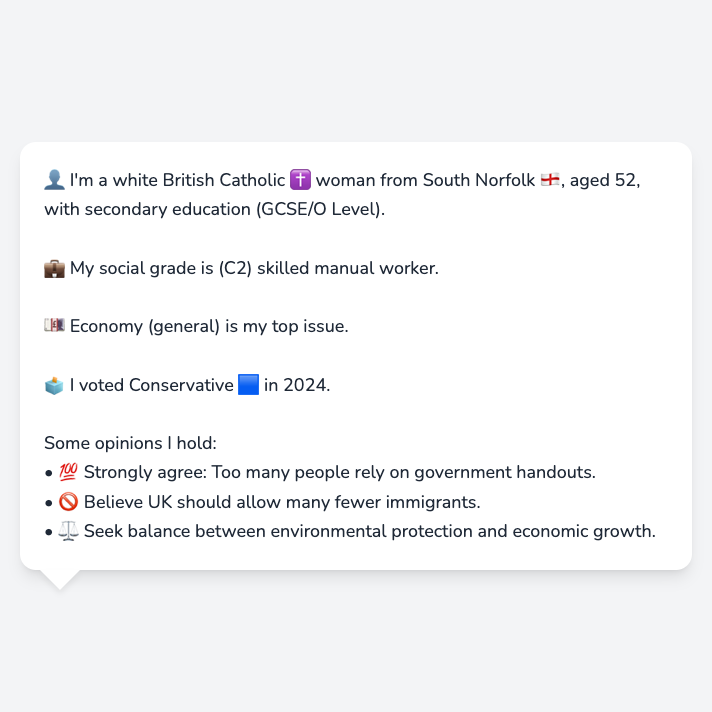 👤 I'm a white British Catholic ✝️ woman from South Norfolk 🏴󠁧󠁢󠁥󠁮󠁧󠁿, aged 52,
with secondary education (GCSE/O Level).
💼 My social grade is (C2) skilled manual worker.
💷 Economy (general) is my top issue.
🗳️ I voted Conservative 🟦 in 2024.
Some opinions I hold:
• 💯 Strongly agree: Too many people rely on government handouts.
• 🚫 Believe UK should allow many fewer immigrants.
• ⚖️ Seek balance between environmental protection and economic growth.